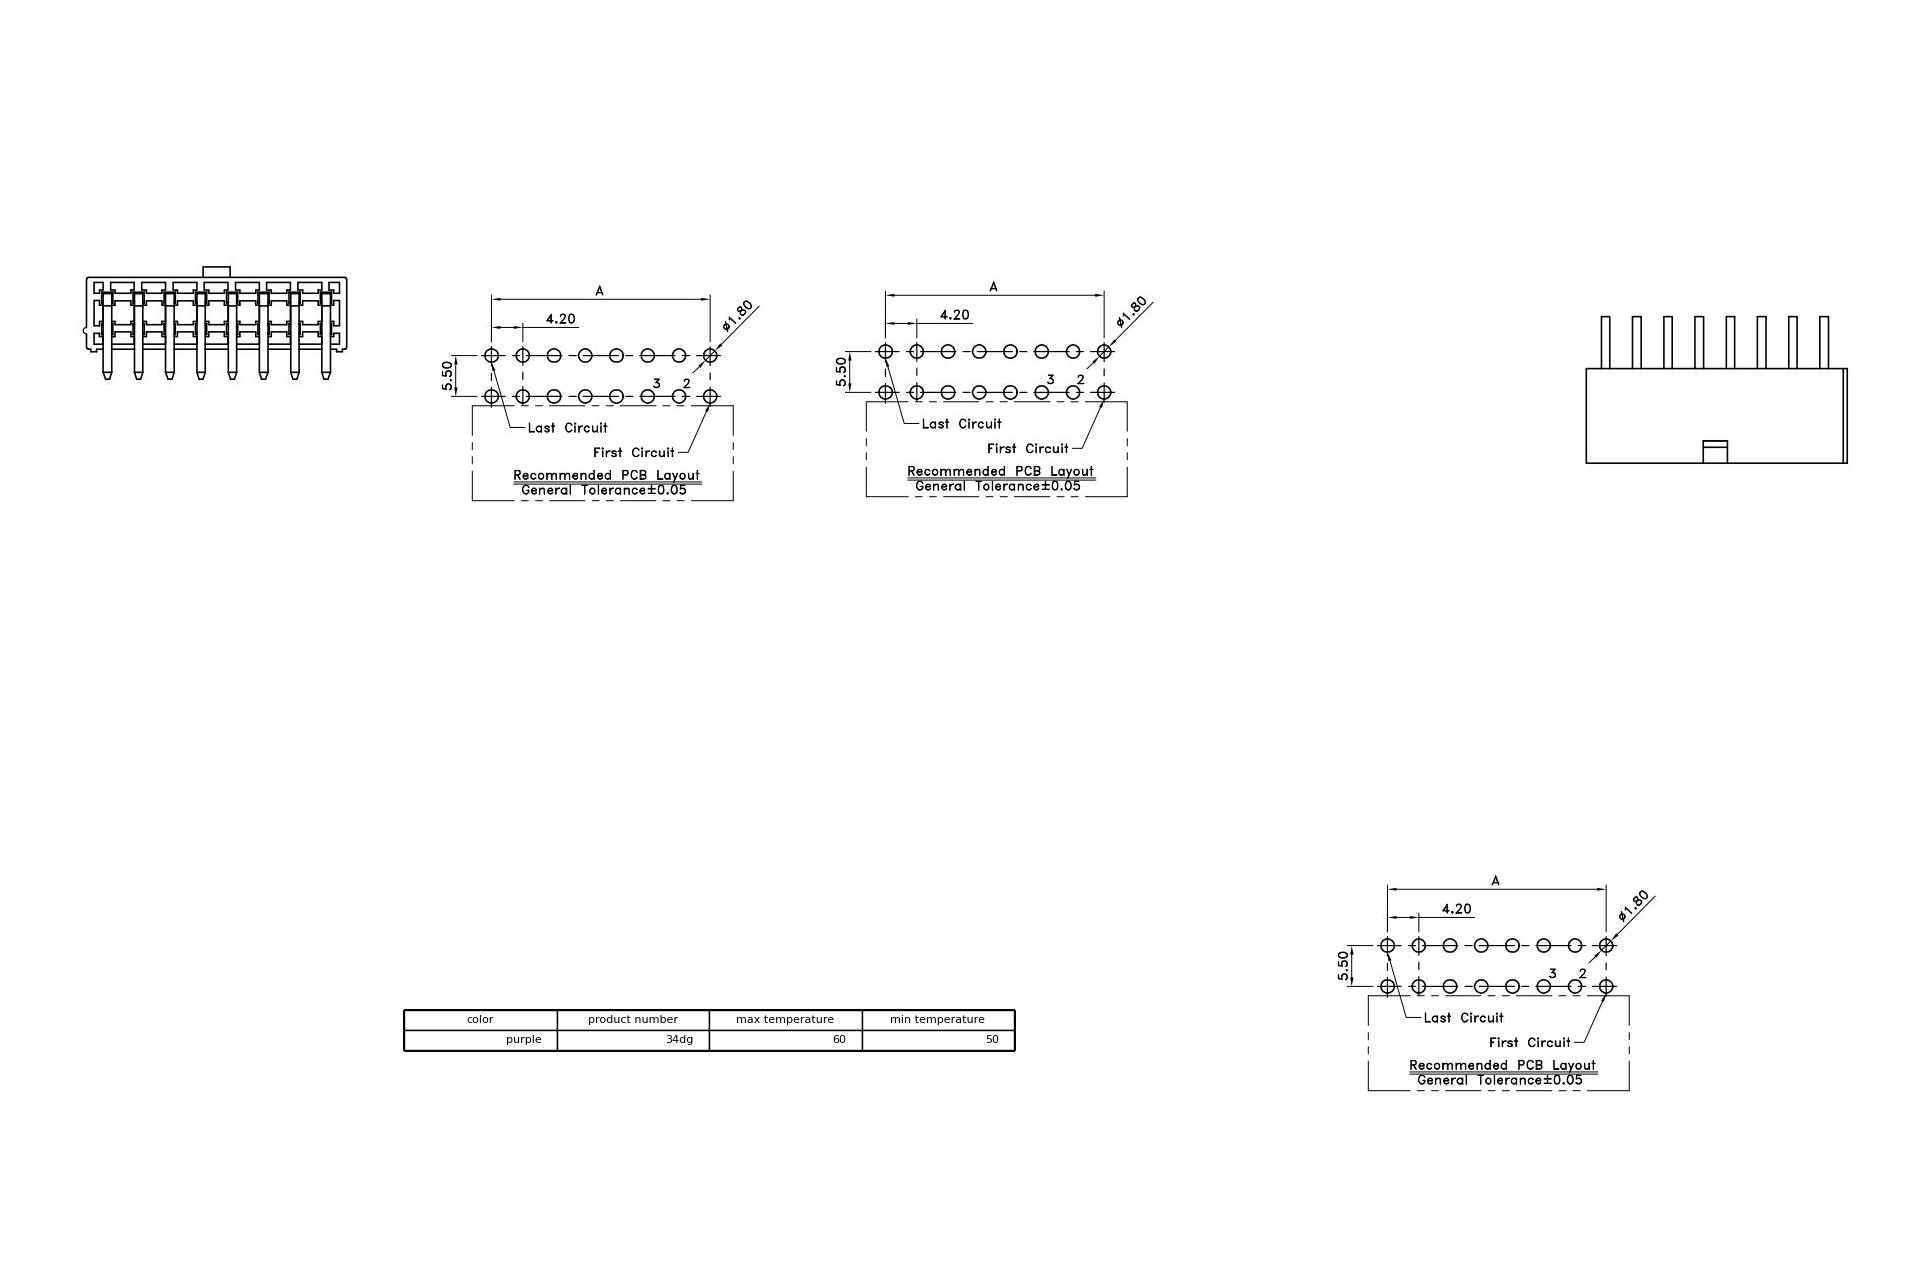 A
4.20
ø1.80
5.50
3 2
Last Circuit
First Circuit
Recommended PCB Layout
General Tolerance±0.05
A
4.20
ø1.80
5.50
3 2
Last Circuit
First Circuit
Recommended PCB Layout
General Tolerance±0.05
A
4.20
ø1.80
5.50
3 2
Last Circuit
First Circuit
Recommended PCB Layout
General Tolerance±0.05
color product number max temperature min temperature
purple 34dg 60 50